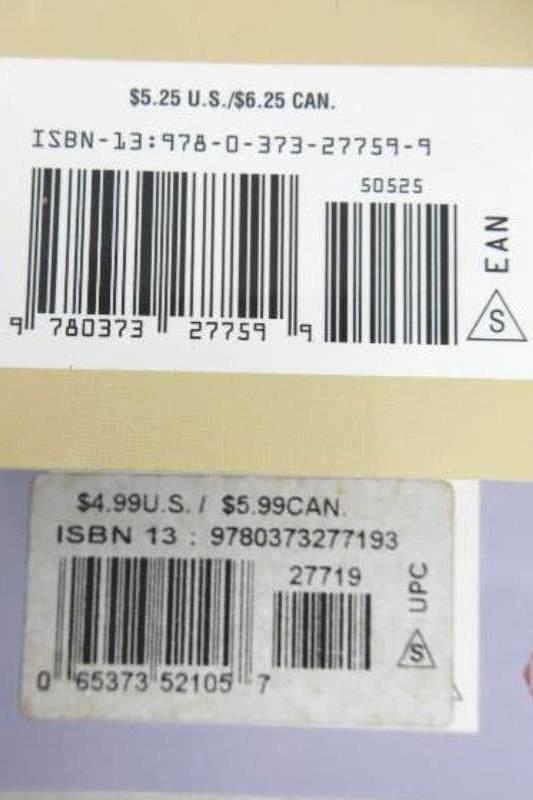 $5.25 U.S./$6.25 CAN.
ISBN-13:978-0-373-27759-9
50525
9 780373 27759 9
EAN
S
$4.99U.S. / $5.99CAN.
ISBN 13 : 9780373277193
27719
0 65373 52105 7
UPC
S